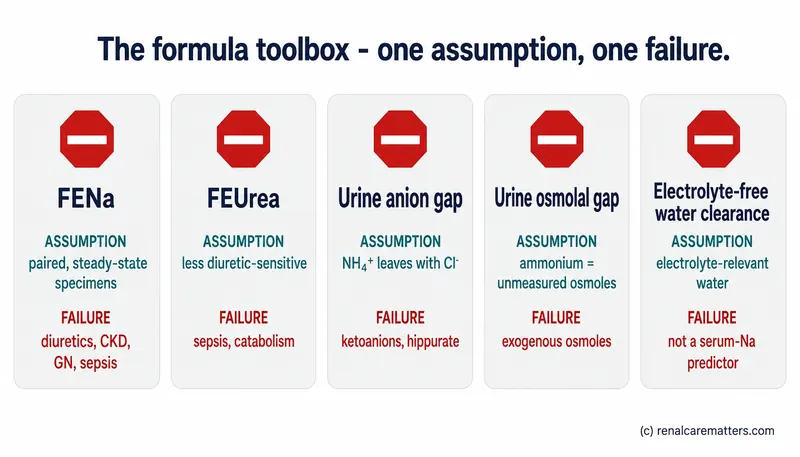 The formula toolbox - one assumption, one failure.
FENa
ASSUMPTION
paired, steady-state
specimens
FAILURE
diuretics, CKD,
GN, sepsis
FEUrea
ASSUMPTION
less diuretic-sensitive
FAILURE
sepsis, catabolism
Urine anion gap
ASSUMPTION
NH₄⁺ leaves with Cl⁻
FAILURE
ketoanions, hippurate
Urine osmolal gap
ASSUMPTION
ammonium =
unmeasured osmoles
FAILURE
exogenous osmoles
Electrolyte-free
water clearance
ASSUMPTION
electrolyte-relevant
water
FAILURE
not a serum-Na
predictor
(c) renalcarematters.com